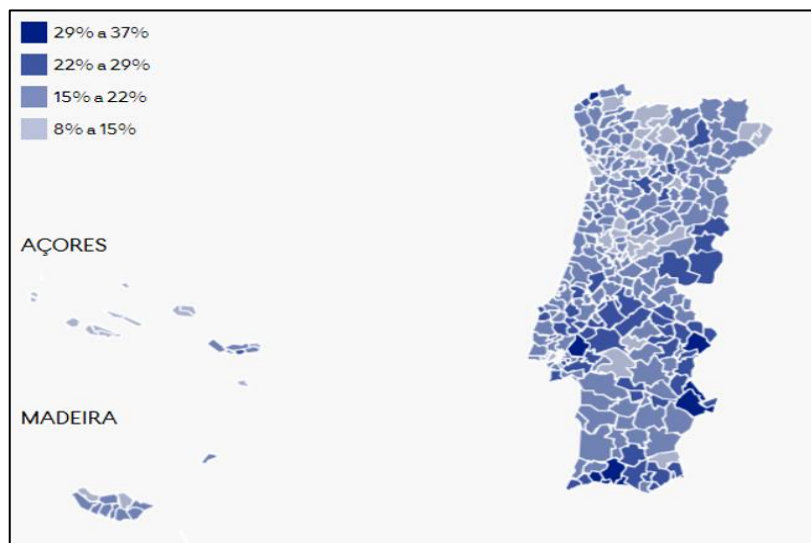 29% a 37%
22% a 29%
15% a 22%
8% a 15%
AÇORES
MADEIRA